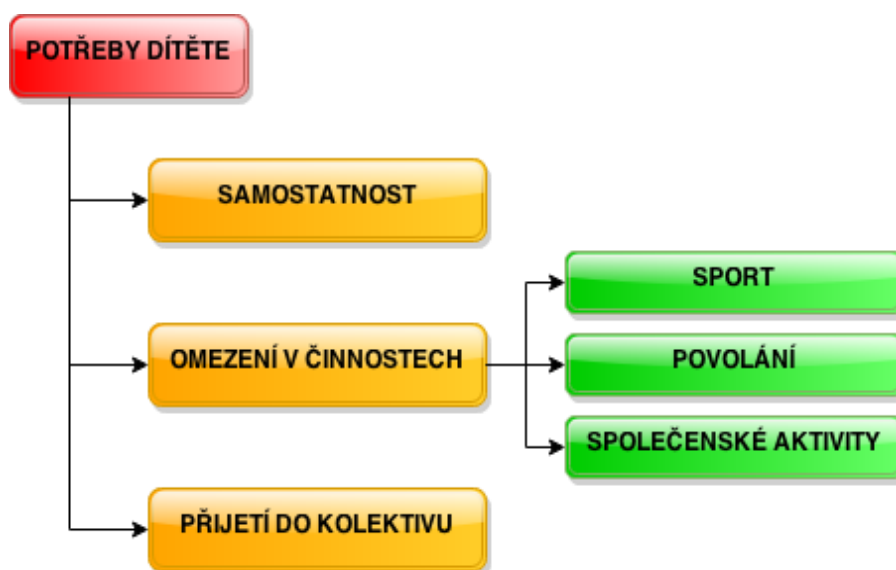 POTŘEBY DÍTĚTE
SAMOSTATNOST
OMEZENÍ V ČINNOSTECH
SPORT
POVOLÁNÍ
SPOLEČENSKÉ AKTIVITY
PŘIJETÍ DO KOLEKTIVU